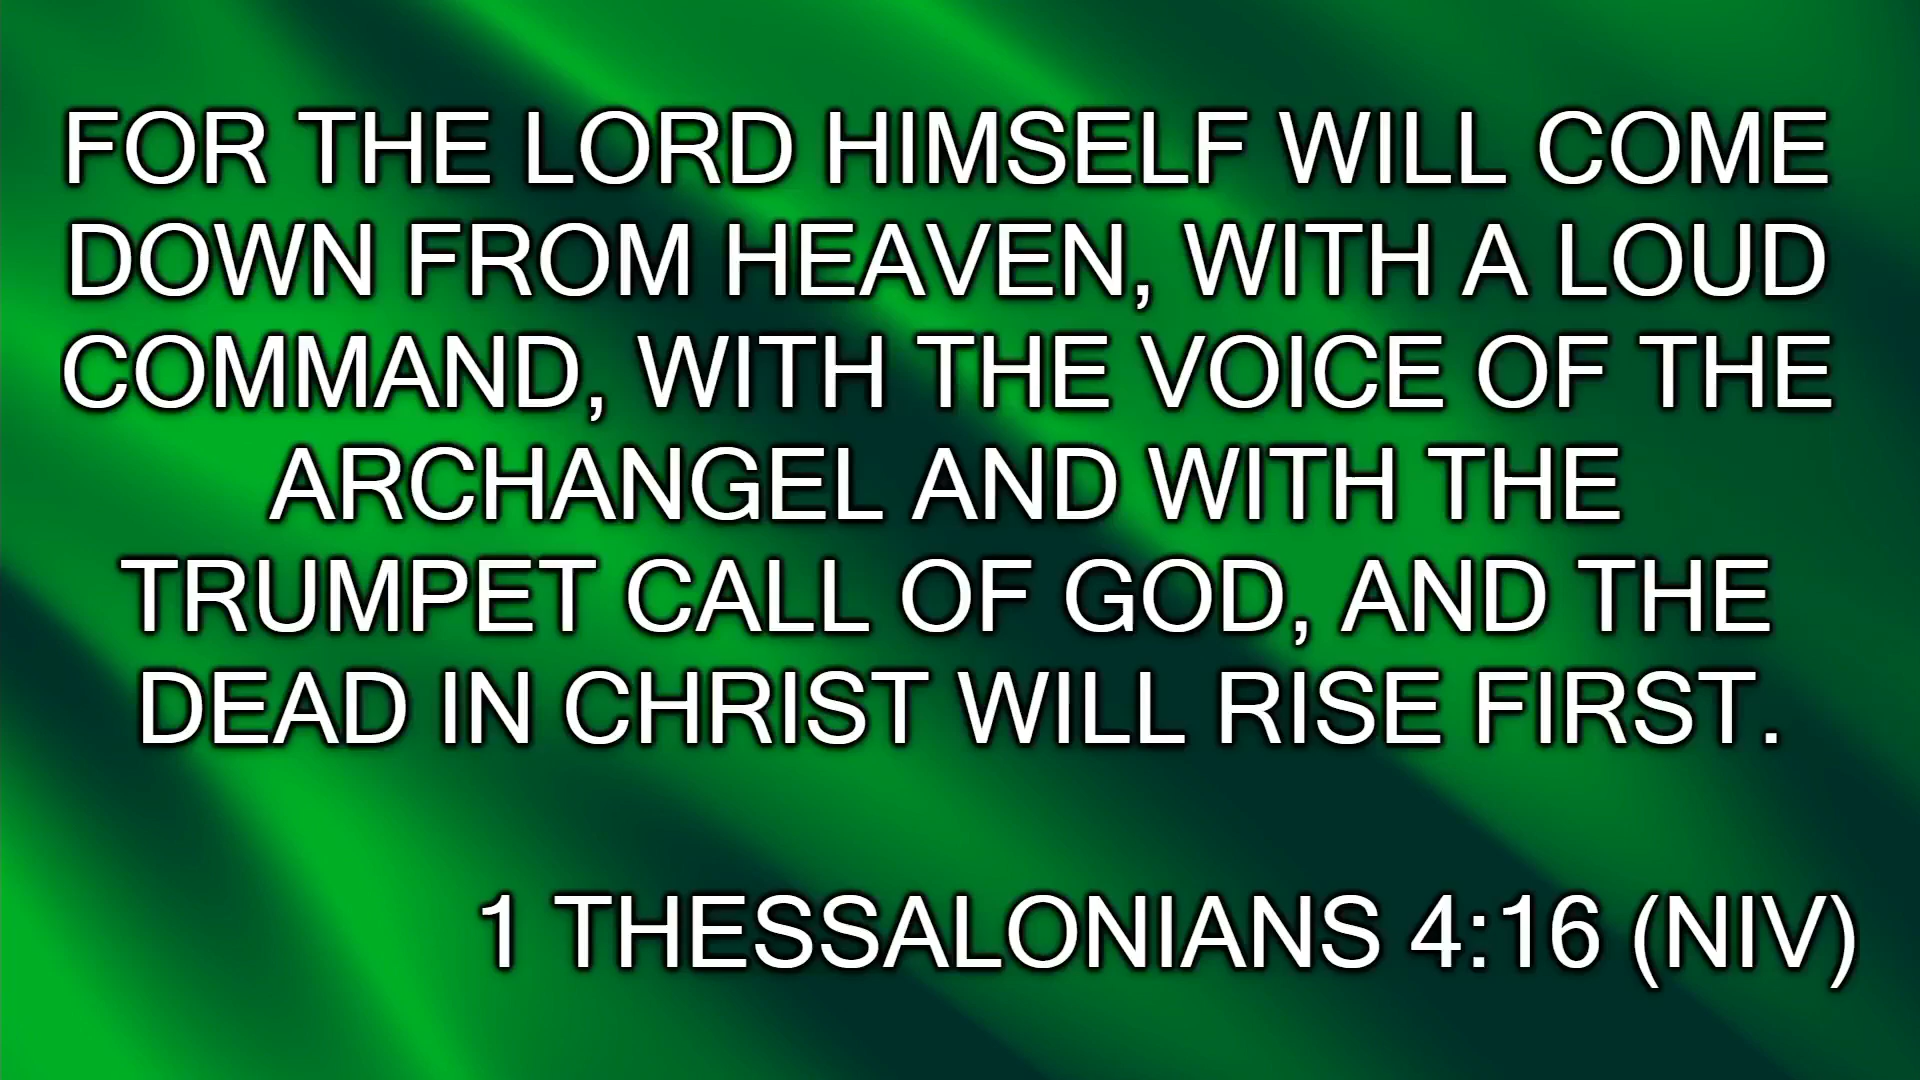 FOR THE LORD HIMSELF WILL COME
DOWN FROM HEAVEN, WITH A LOUD
COMMAND, WITH THE VOICE OF THE
ARCHANGEL AND WITH THE
TRUMPET CALL OF GOD, AND THE
DEAD IN CHRIST WILL RISE FIRST.
1 THESSALONIANS 4:16 (NIV)